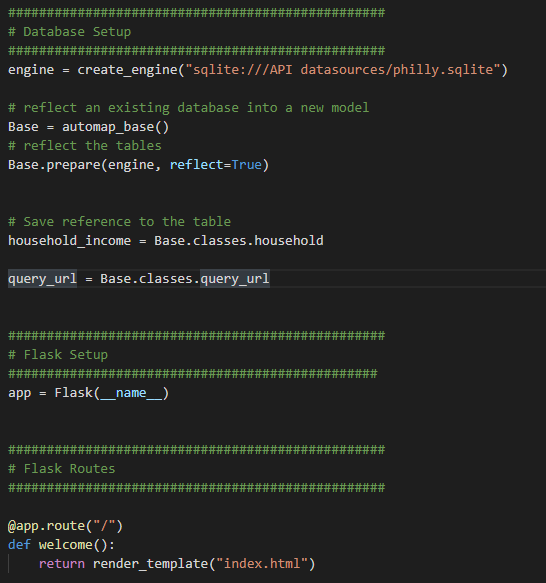 #################################################
# Database Setup
#################################################
engine = create_engine("sqlite:///API datasources/philly.sqlite")
# reflect an existing database into a new model
Base = automap_base()
# reflect the tables
Base.prepare(engine, reflect=True)
# Save reference to the table
household_income = Base.classes.household
query_url = Base.classes.query_url
#################################################
# Flask Setup
################################################
app = Flask(__name__)
#################################################
# Flask Routes
#################################################
@app.route("/")
def welcome():
    return render_template("index.html")